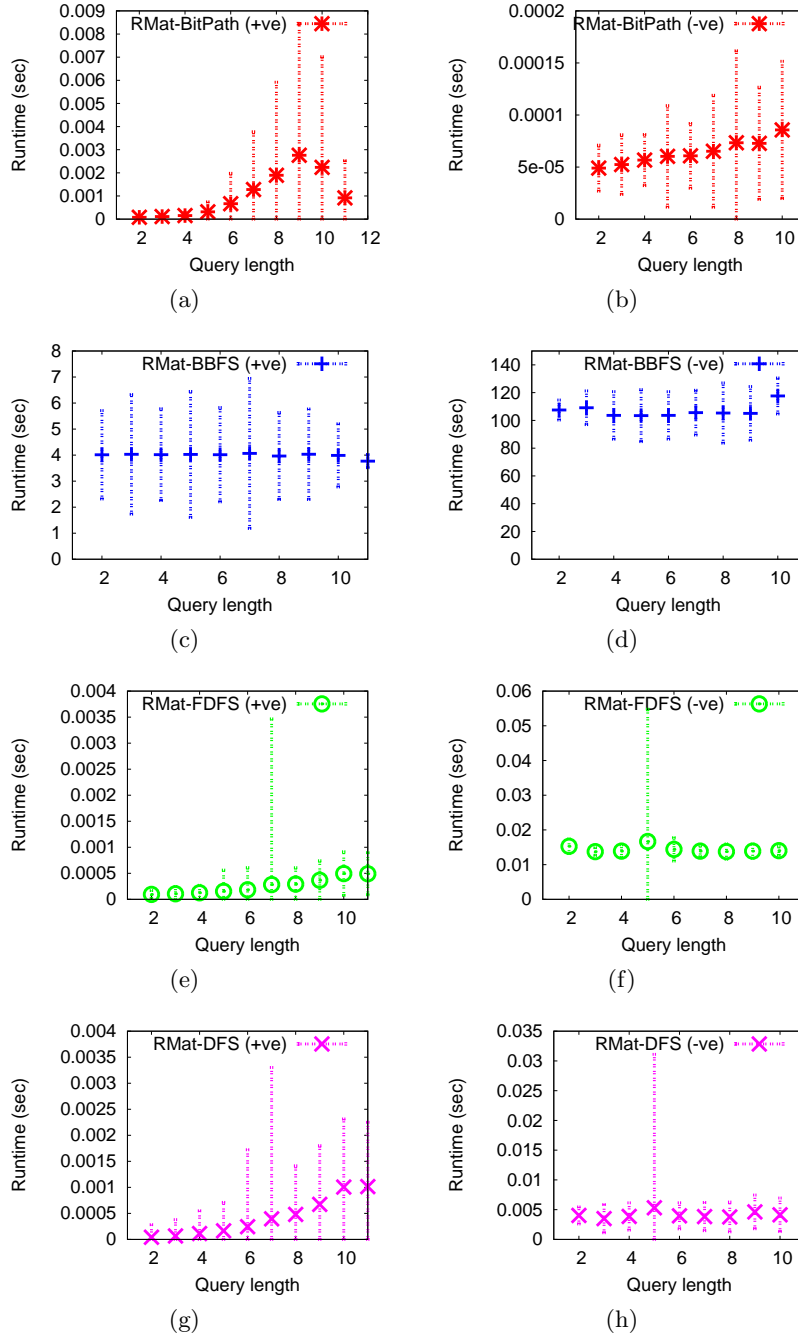 RMat-BitPath (+ve)
Runtime (sec)
0.009
0.008
0.007
0.006
0.005
0.004
0.003
0.002
0.001
0
2 4 6 8 10 12
Query length
(a)
RMat-BitPath (-ve)
Runtime (sec)
0.0002
0.00015
0.0001
5e-05
0
2 4 6 8 10
Query length
(b)
RMat-BBFS (+ve)
Runtime (sec)
8
7
6
5
4
3
2
1
0
2 4 6 8 10
Query length
(c)
RMat-BBFS (-ve)
Runtime (sec)
140
120
100
80
60
40
20
0
2 4 6 8 10
Query length
(d)
RMat-FDFS (+ve)
Runtime (sec)
0.004
0.0035
0.003
0.0025
0.002
0.0015
0.001
0.0005
0
2 4 6 8 10
Query length
(e)
RMat-FDFS (-ve)
Runtime (sec)
0.06
0.05
0.04
0.03
0.02
0.01
0
2 4 6 8 10
Query length
(f)
RMat-DFS (+ve)
Runtime (sec)
0.004
0.0035
0.003
0.0025
0.002
0.0015
0.001
0.0005
0
2 4 6 8 10
Query length
(g)
RMat-DFS (-ve)
Runtime (sec)
0.035
0.03
0.025
0.02
0.015
0.01
0.005
0
2 4 6 8 10
Query length
(h)